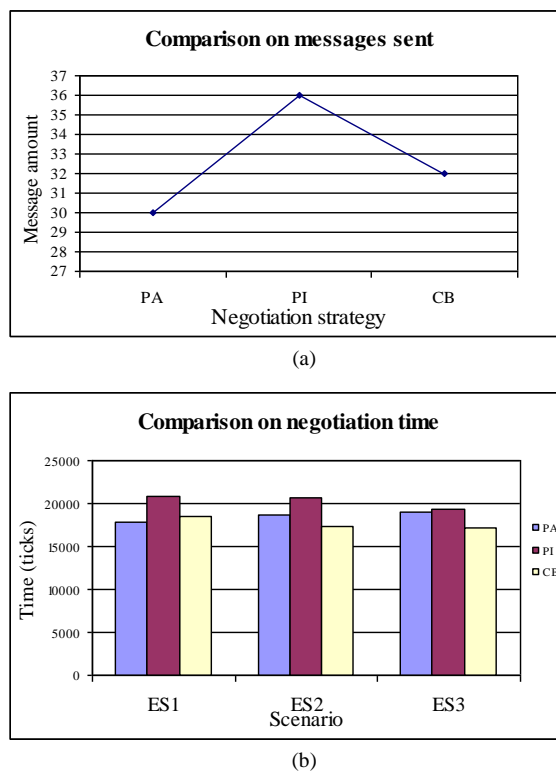 Comparison on messages sent
37
36
35
34
33
32
31
30
29
28
27
Message amount
PA PI CB
Negotiation strategy
(a)
Comparison on negotiation time
25000
20000
15000
10000
5000
0
Time (ticks)
PA
PI
CB
ES1 ES2 ES3
Scenario
(b)